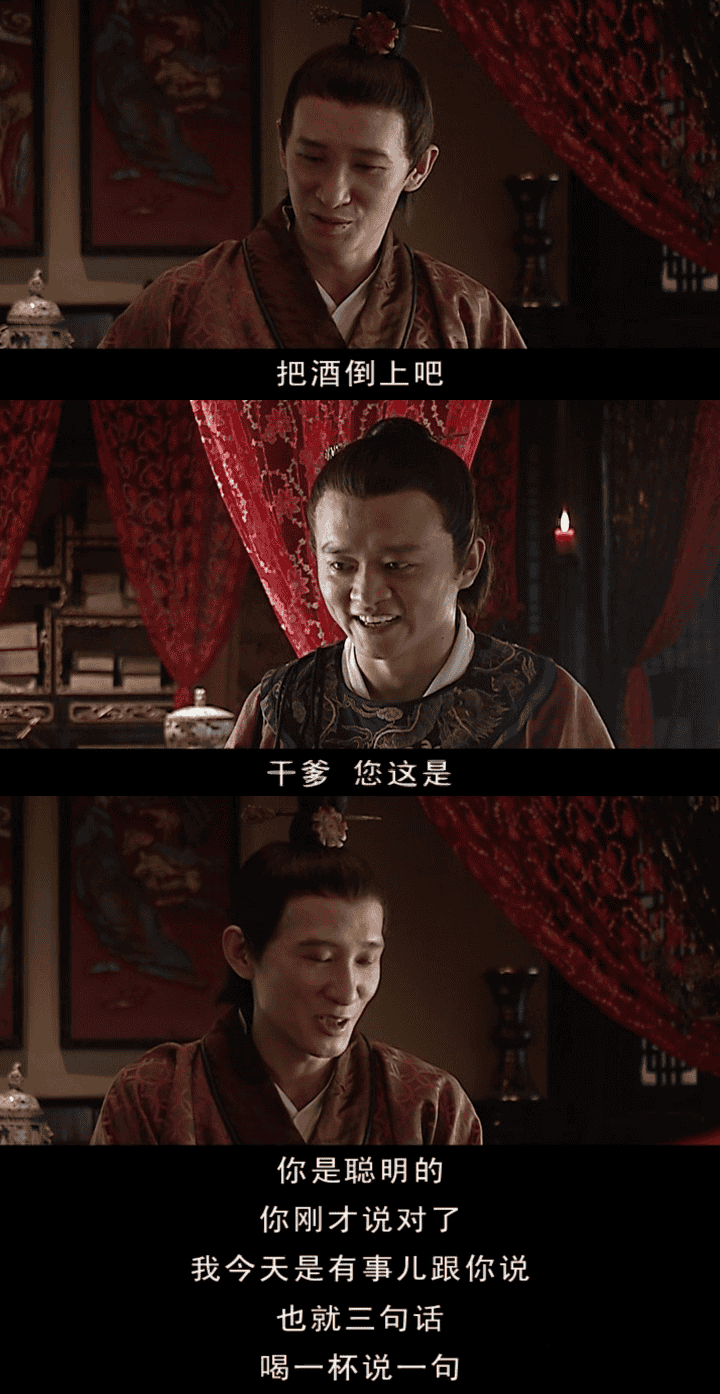 把酒倒上吧
干爹 您这是
你是聪明的
你刚才说对了
我今天是有事儿跟你说
也就三句话
喝一杯说一句